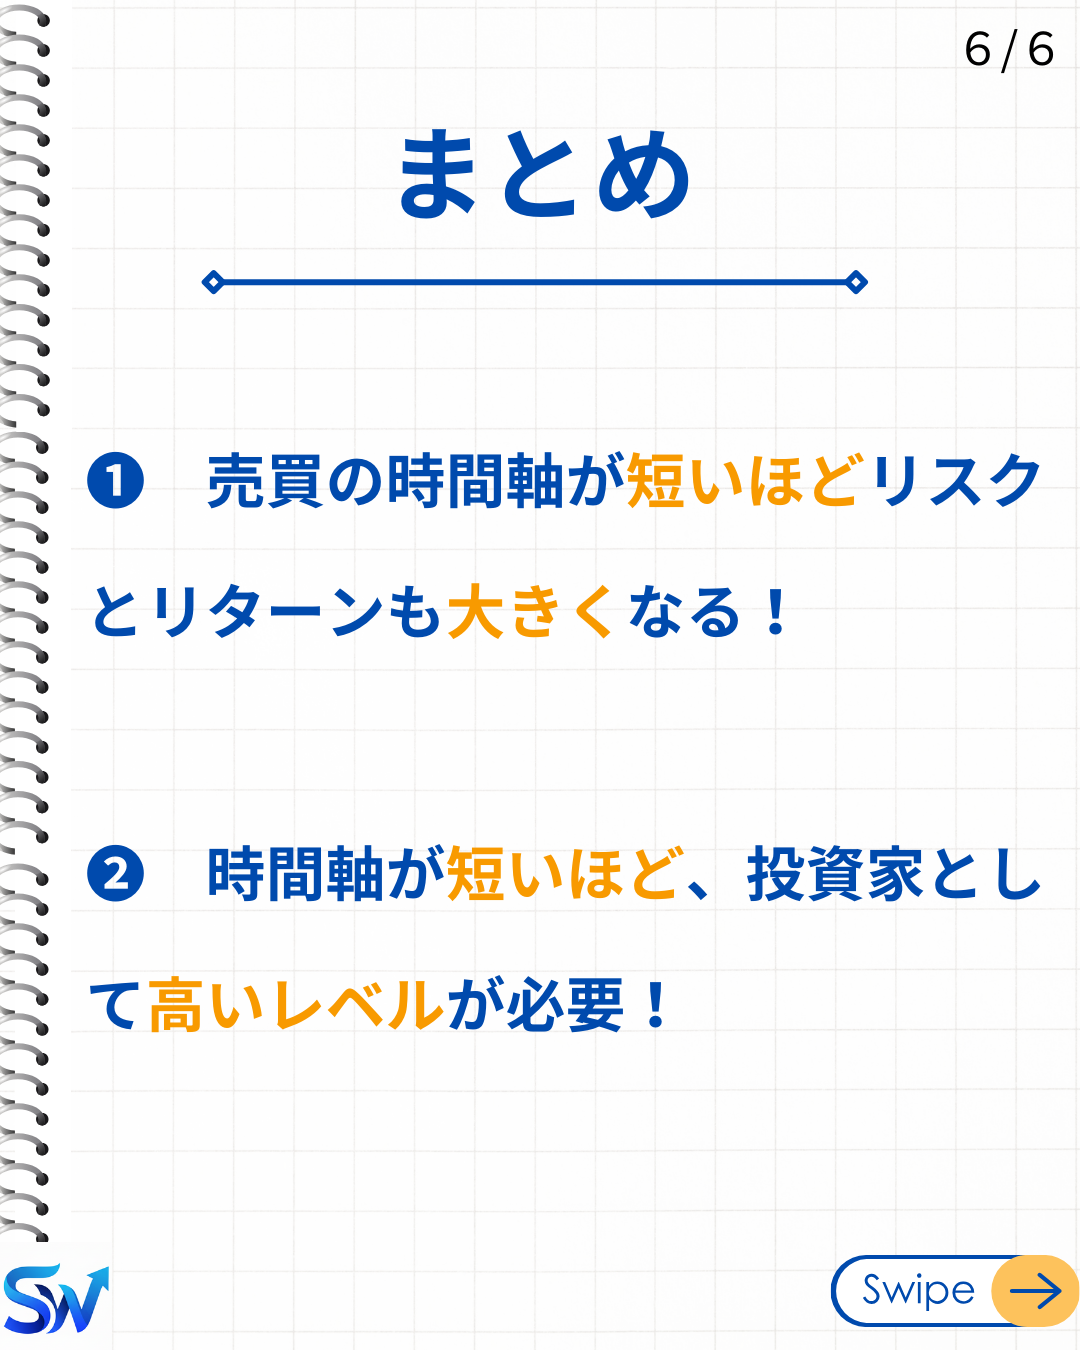 6/6
まとめ
❶ 売買の時間軸が短いほどリスク
とリターンも大きくなる！
❷ 時間軸が短いほど、投資家とし
て高いレベルが必要！
SW
Swipe